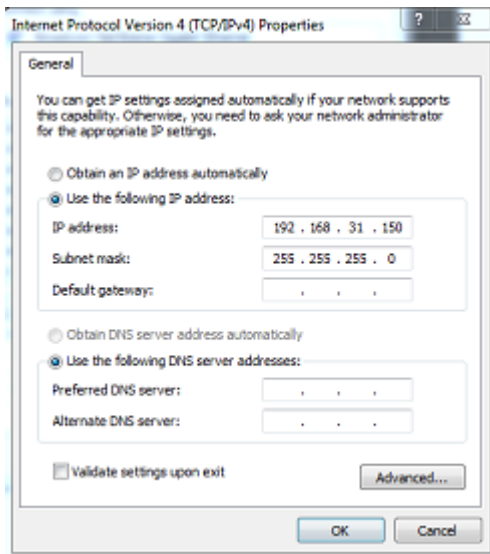 Internet Protocol Version 4 (TCP/IPv4) Properties
?
General
You can get IP settings assigned automatically if your network supports
this capability. Otherwise, you need to ask your network administrator
for the appropriate IP settings.
Obtain an IP address automatically
Use the following IP address:
IP address: 192 . 168 . 31 . 150
Subnet mask: 255 . 255 . 255 . 0
Default gateway: . . .
Obtain DNS server address automatically
Use the following DNS server addresses:
Preferred DNS server: . . .
Alternate DNS server: . . .
Validate settings upon exit
Advanced...
OK Cancel